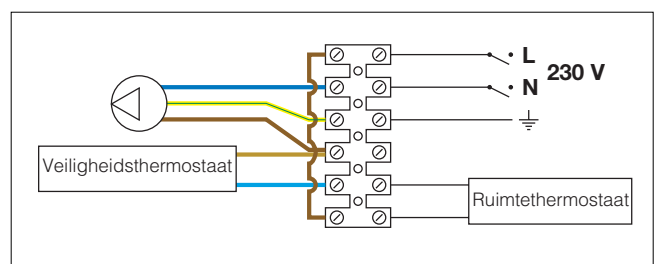 L
230 V
N
Veiligheidsthermostaat
Ruimtethermostaat